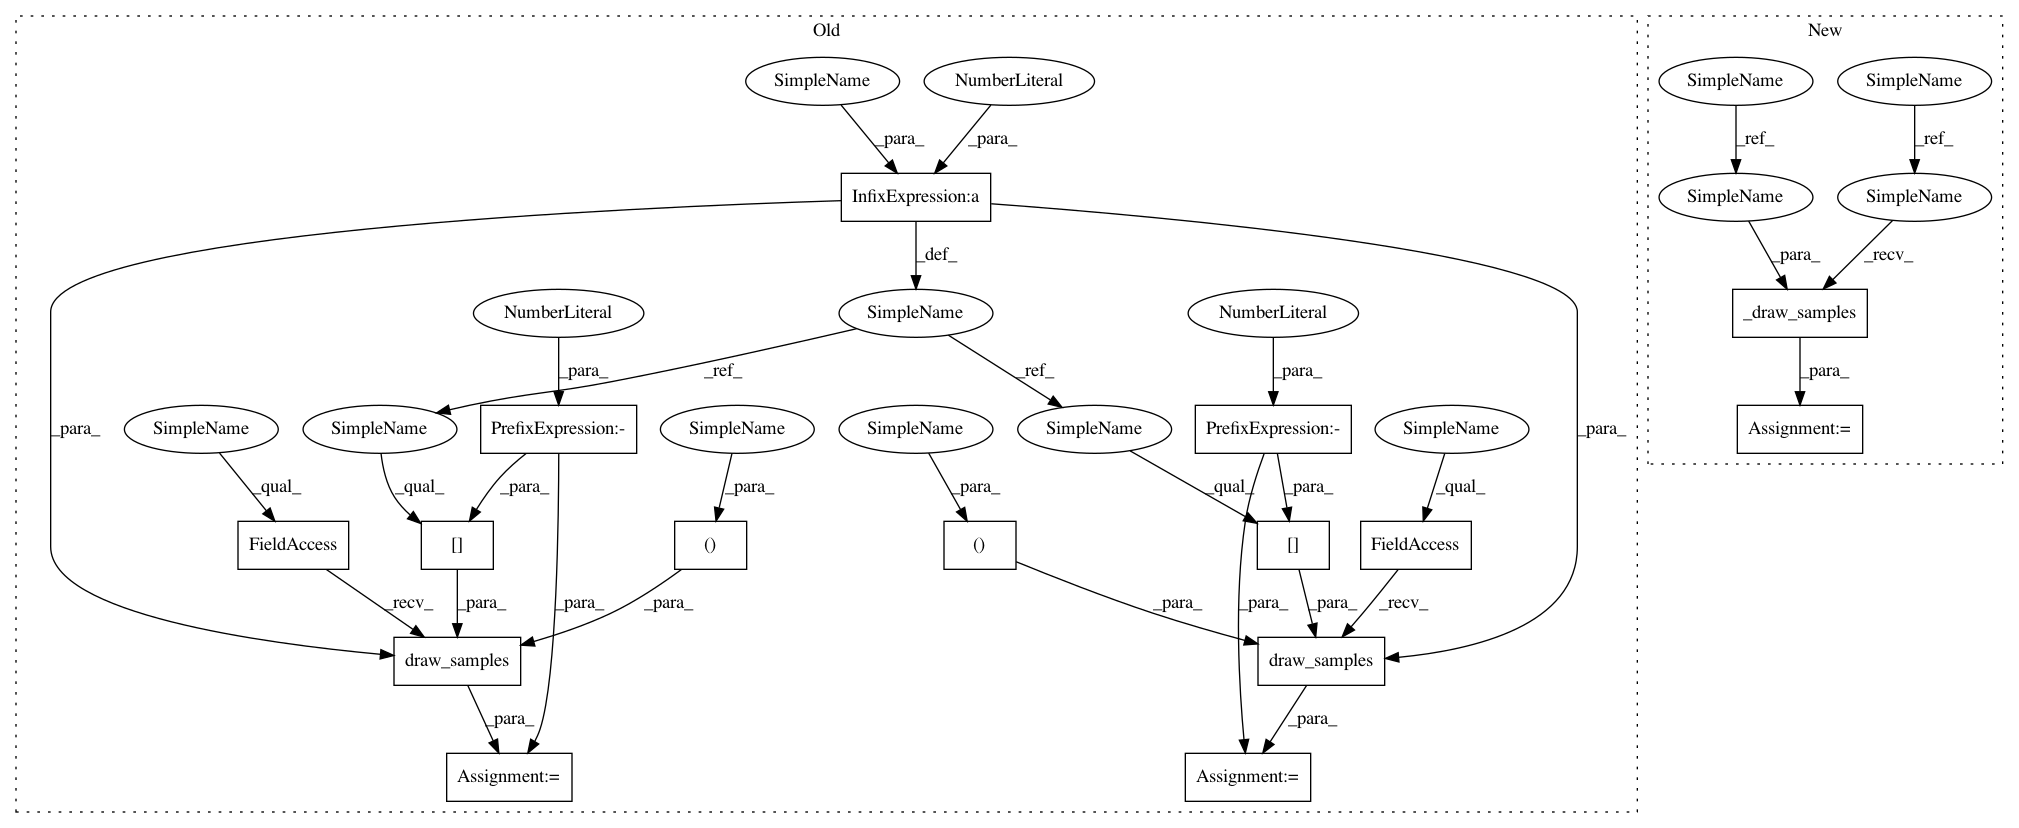 Old
New
SimpleName
NumberLiteral
SimpleName
SimpleName
_para_
_para_
_ref_
_ref_
InfixExpression:a
SimpleName
SimpleName
_def_
_para_
_recv_
NumberLiteral
SimpleName
NumberLiteral
_draw_samples
_para_
_ref_
_ref_
_para_
_para_
_para_
SimpleName
SimpleName
PrefixExpression:-
SimpleName
SimpleName
SimpleName
PrefixExpression:-
SimpleName
_para_
Assignment:=
_qual_
_qual_
_para_
_para_
_para_
_qual_
_para_
_qual_
FieldAccess
[]
()
()
[]
FieldAccess
_recv_
_para_
_para_
_para_
_para_
_para_
_para_
_recv_
draw_samples
draw_samples
_para_
_para_
Assignment:=
Assignment:=